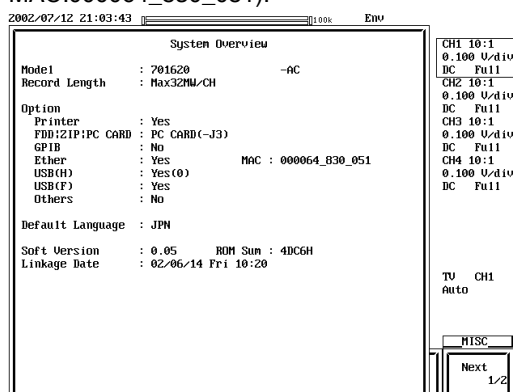 2002/07/12 21:03:43 100k Env
System Overview
Model : 701620 -AC
Record Length : Max32MW/CH
Option
Printer : Yes
FDD¦ZIP¦PC CARD : PC CARD(-J3)
GPIB : No
Ether : Yes MAC : 000064_830_051
USB(H) : Yes(0)
USB(F) : Yes
Others : No
Default Language : JPN
Soft Version : 0.05 ROM Sum : 4DC6H
Linkage Date : 02/06/14 Fri 10:20
CH1 10:1
0.100 V/div
DC Full
CH2 10:1
0.100 V/div
DC Full
CH3 10:1
0.100 V/div
DC Full
CH4 10:1
0.100 V/div
DC Full
TV CH1
Auto
MISC
Next
1/2